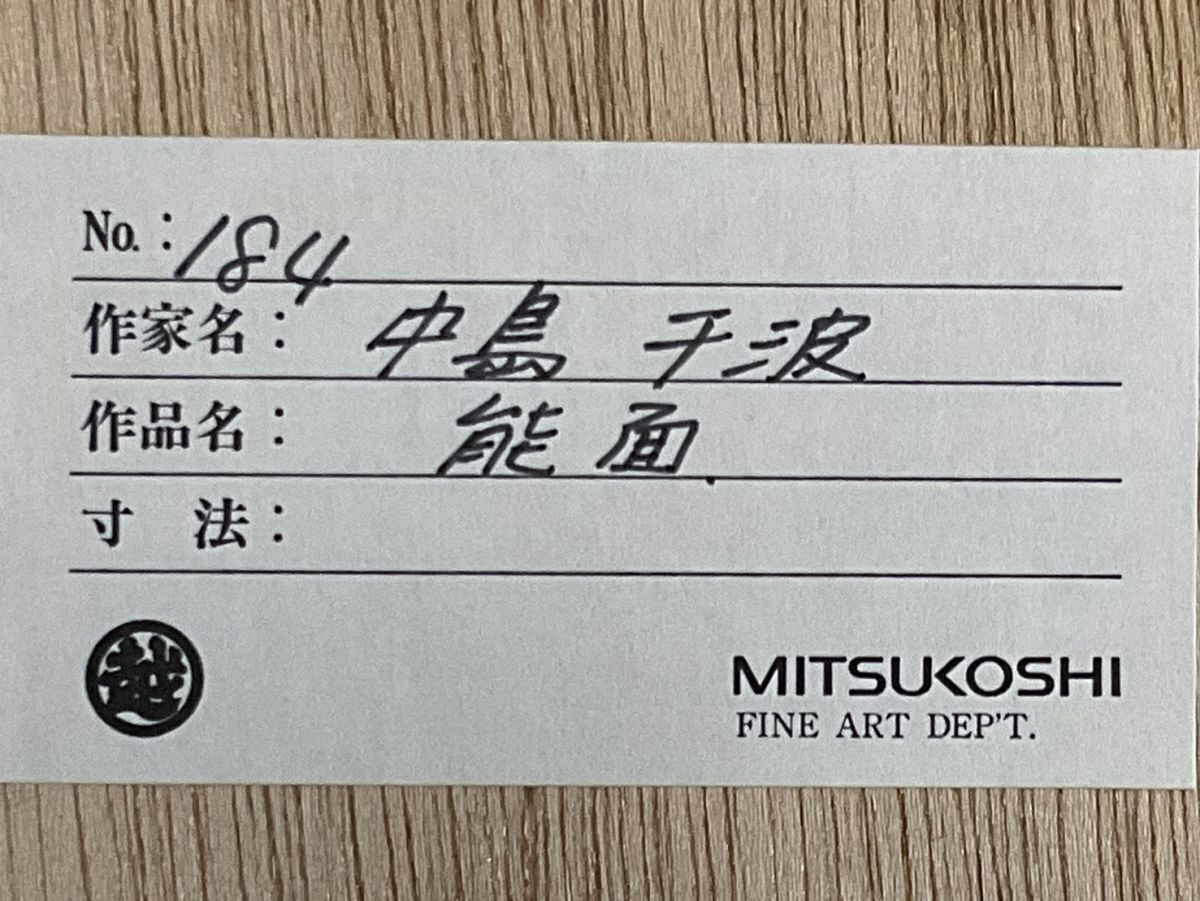 No.: 184
作家名: 中島 千波
作品名: 能面
寸 法:
越
MITSUKOSHI
FINE ART DEP'T.